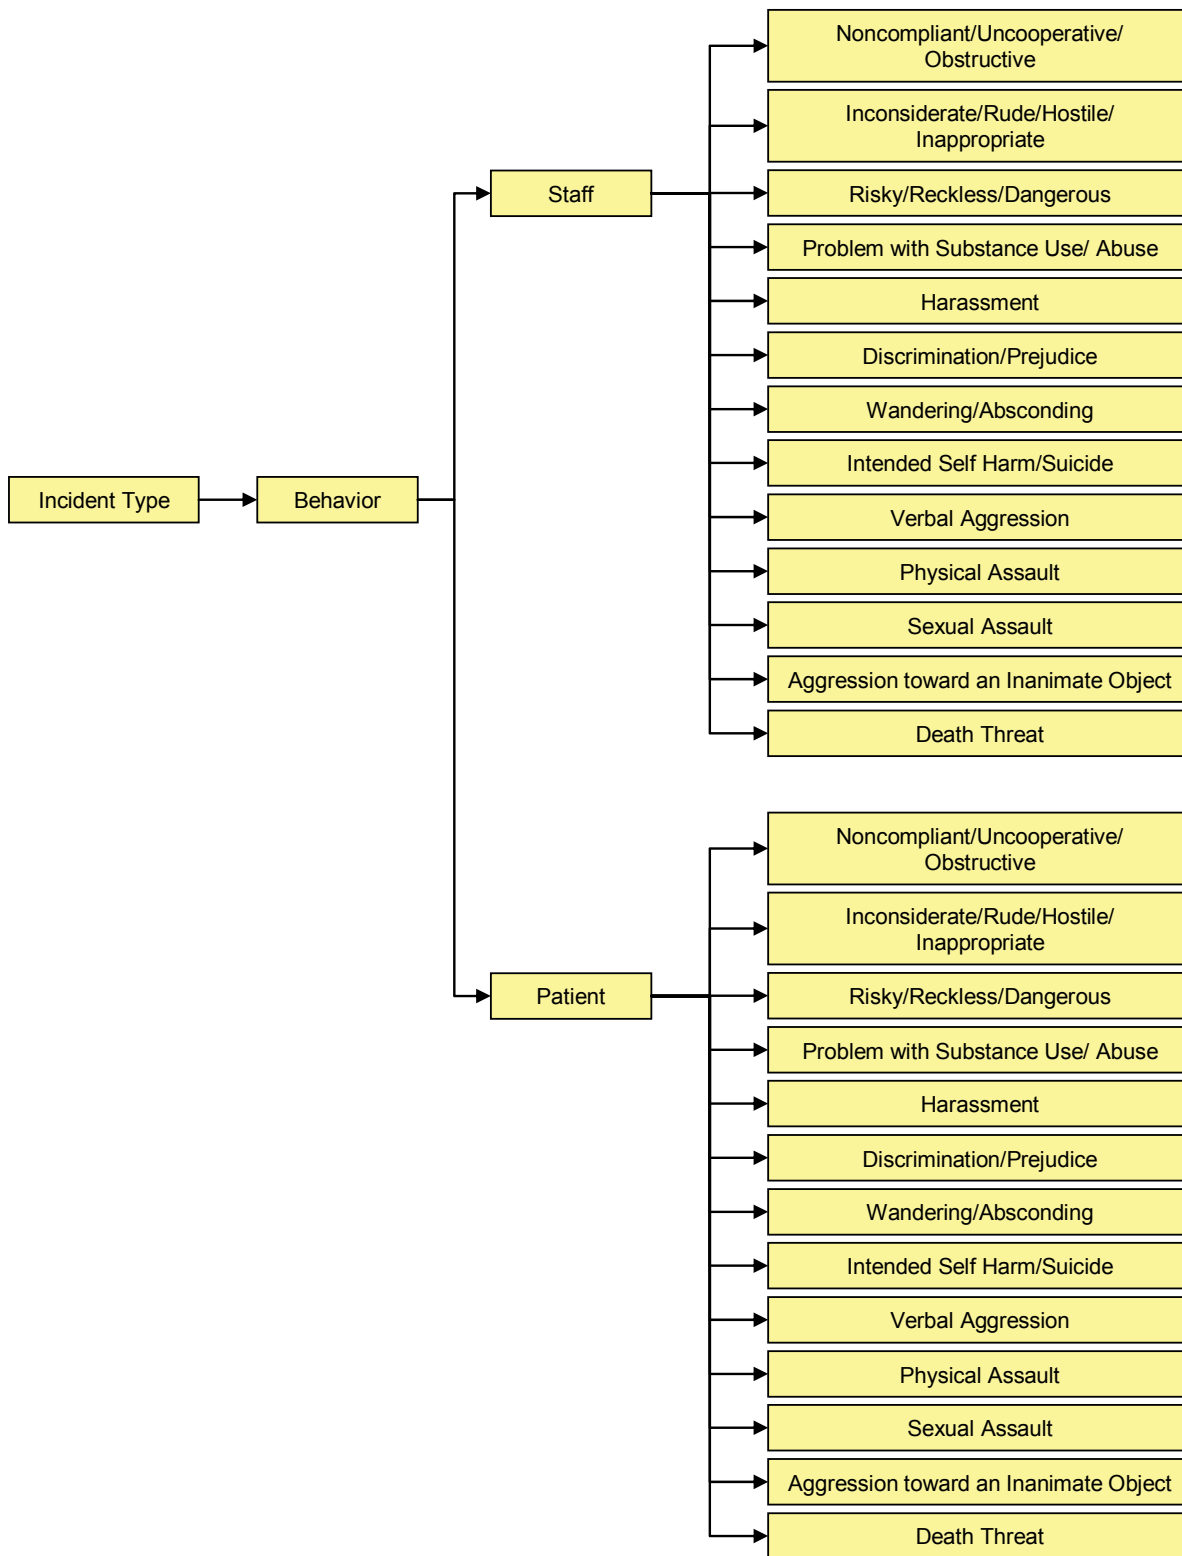 Noncompliant/Uncooperative/
Obstructive
Inconsiderate/Rude/Hostile/
Inappropriate
Staff
Risky/Reckless/Dangerous
Problem with Substance Use/ Abuse
Harassment
Discrimination/Prejudice
Wandering/Absconding
Intended Self Harm/Suicide
Incident Type
Behavior
Verbal Aggression
Physical Assault
Sexual Assault
Aggression toward an Inanimate Object
Death Threat
Noncompliant/Uncooperative/
Obstructive
Inconsiderate/Rude/Hostile/
Inappropriate
Patient
Risky/Reckless/Dangerous
Problem with Substance Use/ Abuse
Harassment
Discrimination/Prejudice
Wandering/Absconding
Intended Self Harm/Suicide
Verbal Aggression
Physical Assault
Sexual Assault
Aggression toward an Inanimate Object
Death Threat